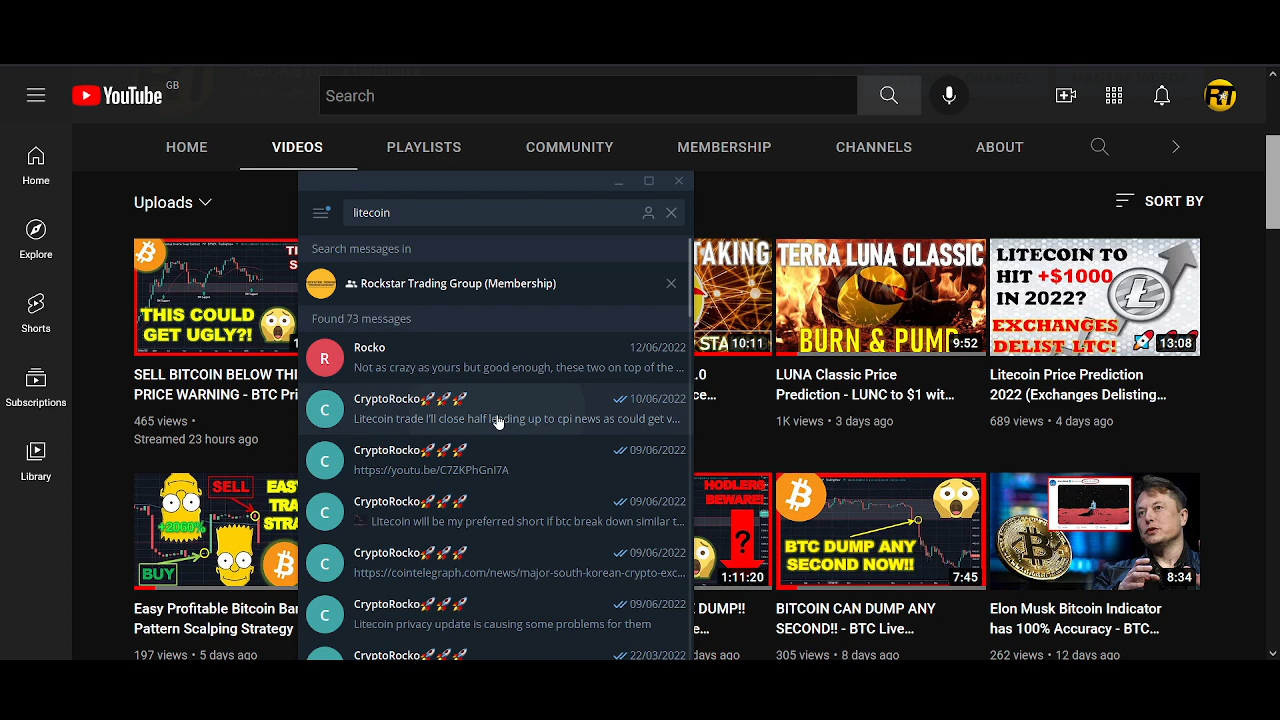 YouTube GB
Search
HOME VIDEOS PLAYLISTS COMMUNITY MEMBERSHIP CHANNELS ABOUT
Home
Explore
Shorts
Subscriptions
Library
Uploads
SORT BY
litecoin
Search messages in
Rockstar Trading Group(Membership)
Found 73 messages
R
Rocko 12/06/2022
Not as crazy as yours but good enough, these two on top of the ...
C
CryptoRocko🚀🚀🚀 10/06/2022
Litecoin trade I'll close half leading up to cpi news as could get v...
C
CryptoRocko🚀🚀🚀 09/06/2022
https://youtu.be/C7ZKPhGnI7A
C
CryptoRocko🚀🚀🚀 09/06/2022
Litecoin will be my preferred short if btc break down similar t...
C
CryptoRocko🚀🚀🚀 09/06/2022
https://cointelegraph.com/news/major-south-korean-crypto-exc...
C
CryptoRocko🚀🚀🚀 09/06/2022
Litecoin privacy update is causing some problems for them
CryptoRocko🚀🚀🚀 22/03/2022
THIS COULD
GET UGLY?!
SELL BITCOIN BELOW
PRICE WARNING - BTC
465 views •
Streamed 23 hours ago
TAKING
10:11
3 days ago
TERRA LUNA CLASSIC
BURN & PUMP
9:52
LUNA Classic Price
Prediction - LUNC to $1 wit...
1K views • 3 days ago
LITECOIN TO
HIT +$1000
IN 2022?
EXCHANGES
DELIST LTC!
13:08
Litecoin Price Prediction
2022 (Exchanges Delisting...
689 views • 4 days ago
SELL
+2060%
BUY
Easy Profitable Bitcoin
Pattern Scalping Strategy
197 views • 5 days ago
HODLERS
BEWARE!
?
1:11:20
DUMP!!
days ago
BTC DUMP ANY
SECOND NOW!!
7:45
BITCOIN CAN DUMP ANY
SECOND!! - BTC Live...
305 views • 8 days ago
8:34
Elon Musk Bitcoin Indicator
has 100% Accuracy - BTC...
262 views • 12 days ago